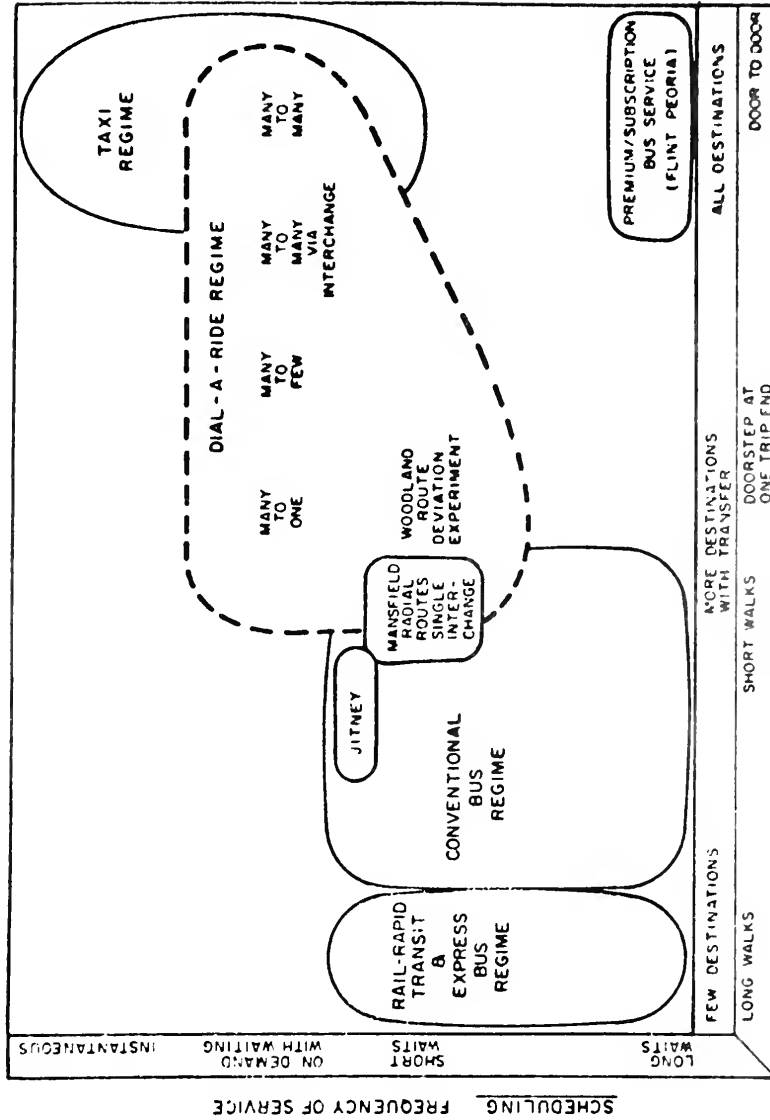 SCHEDULING FREQUENCY OF SERVICE
INSTANTANEOUS
ON DEMAND
WITH WAITING
SHORT
WAITS
LONG
WAITS
TAXI
REGIME
DIAL-A-RIDE REGIME
MANY
TO
ONE
MANY
TO
FEW
MANY
TO
MANY
VIA
INTERCHANGE
MANY
TO
MANY
WOODLAND
ROUTE
DEVIATION
EXPERIMENT
MANSFIELD
RADIAL
ROUTES
SINGLE
INTER-
CHANGE
JITNEY
CONVENTIONAL
BUS
REGIME
RAIL-RAPID
TRANSIT
&
EXPRESS
BUS
REGIME
PREMIUM/SUBSCRIPTION
BUS SERVICE
(FLINT PEORIA)
FEW DESTINATIONS
MORE DESTINATIONS
WITH TRANSFER
ALL DESTINATIONS
LONG WALKS
SHORT WALKS
DOORSTEP AT
ONE TRIP END
DOOR TO DOOR